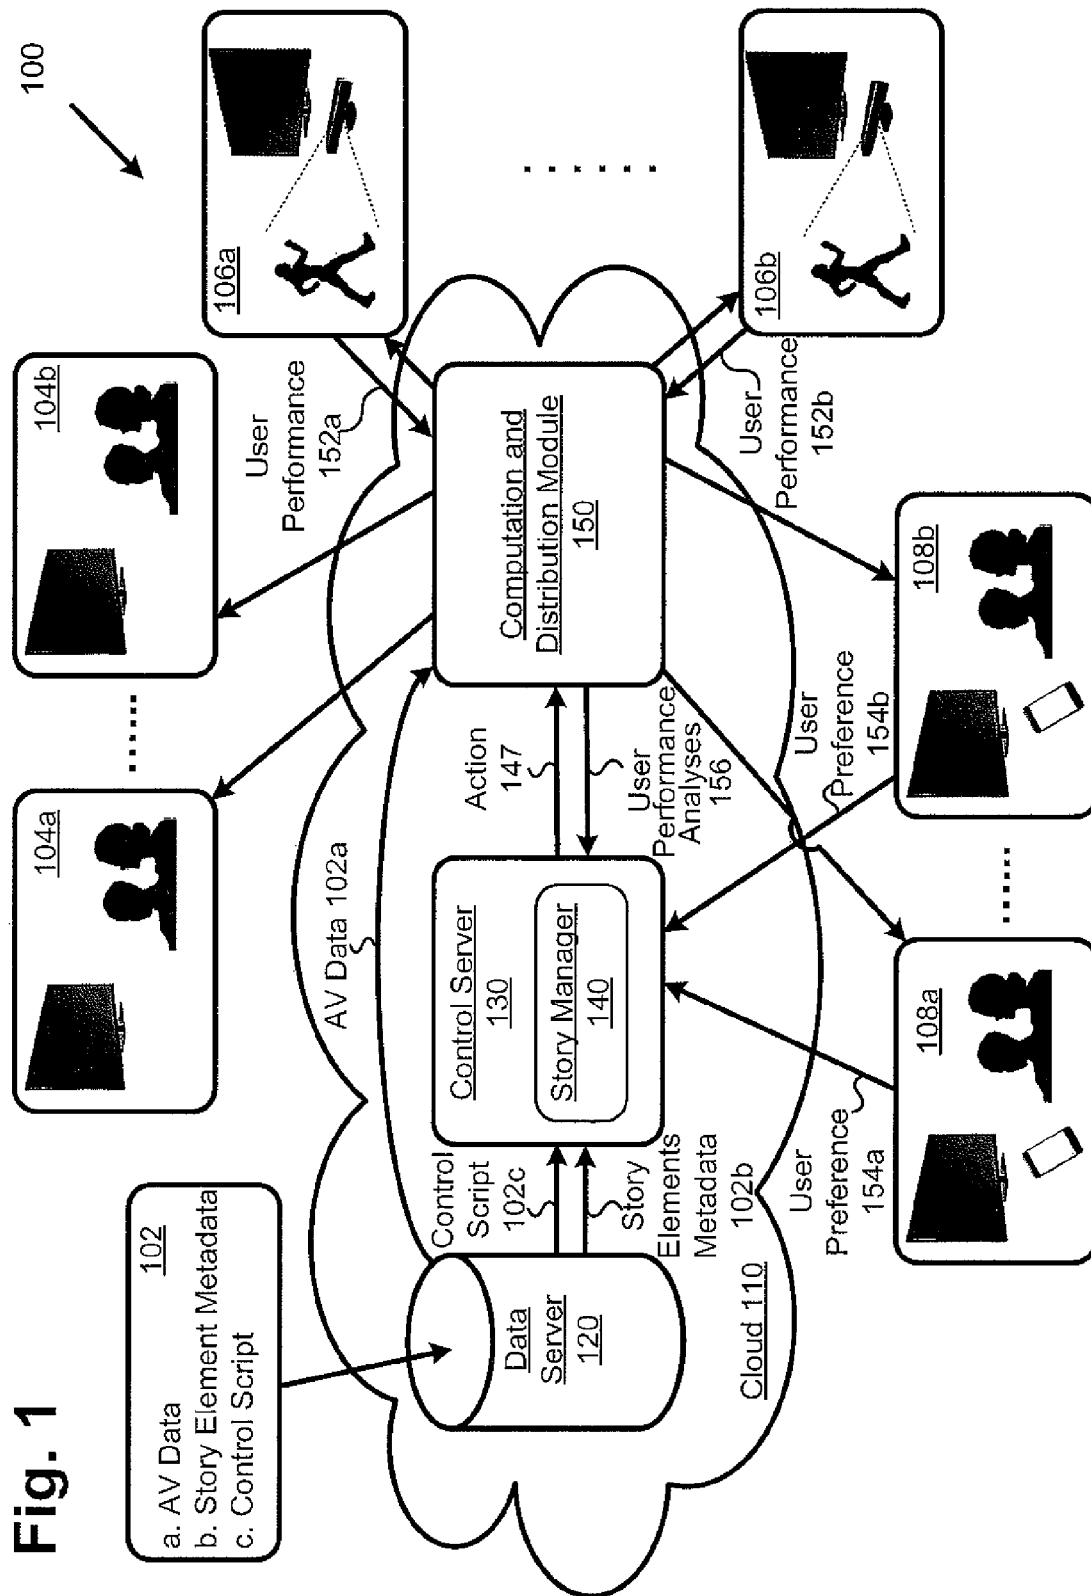 Fig. 1
100
102
a. AV Data
b. Story Element Metadata
c. Control Script
104a
104b
106a
User
Performance
152a
AV Data 102a
Data
Server
120
Control
Script
102c
Story
Elements
Metadata 102b
Control Server
130
Story Manager
140
Action
147
User
Performance
Analyses
156
Computation and
Distribution Module
150
Cloud 110
User
Performance
152b
106b
User
Preference
154a
User
Preference
154b
108a
108b